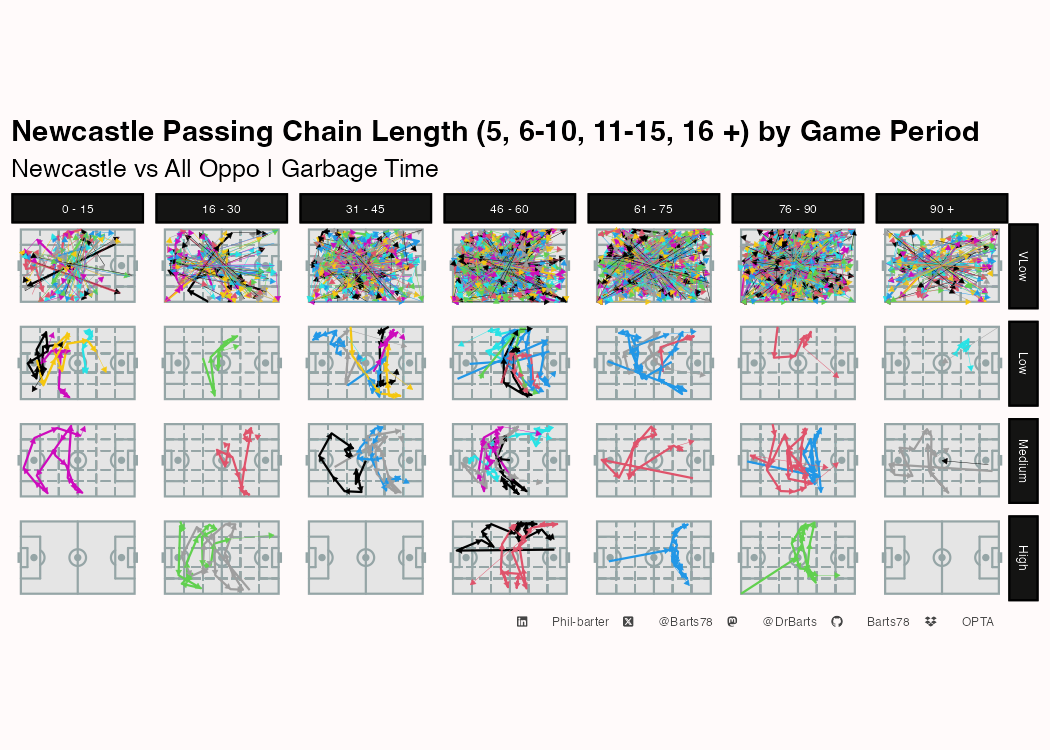 Newcastle Passing Chain Length (5, 6-10, 11-15, 16 +) by Game Period
Newcastle vs All Oppo | Garbage Time
0 - 15
16 - 30
31 - 45
46 - 60
61 - 75
76 - 90
90 +
VLow
Low
Medium
High
Phil-barter @Barts78 @DrBarts Barts78 OPTA